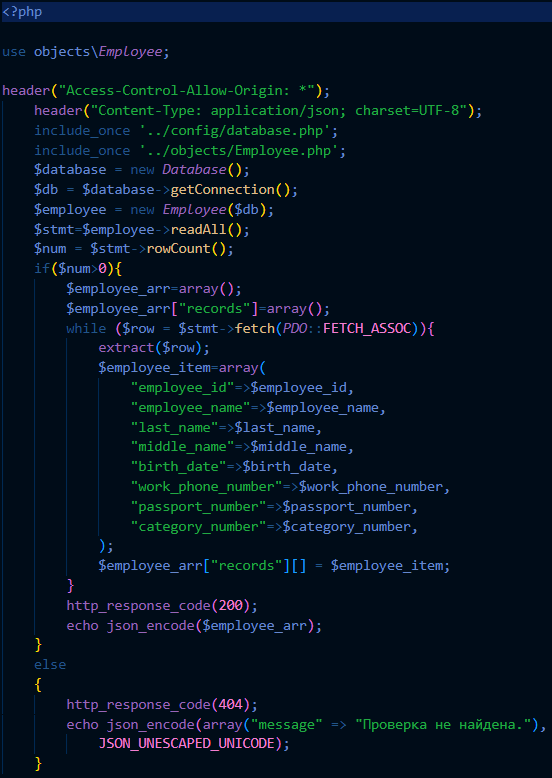 <?php
use objects\Employee;
header("Access-Control-Allow-Origin: *");
    header("Content-Type: application/json; charset=UTF-8");
    include_once '../config/database.php';
    include_once '../objects/Employee.php';
    $database = new Database();
    $db = $database->getConnection();
    $employee = new Employee($db);
    $stmt=$employee->readAll();
    $num = $stmt->rowCount();
    if($num>0){
        $employee_arr=array();
        $employee_arr["records"]=array();
        while ($row = $stmt->fetch(PDO::FETCH_ASSOC)){
            extract($row);
            $employee_item=array(
                "employee_id"=>$employee_id,
                "employee_name"=>$employee_name,
                "last_name"=>$last_name,
                "middle_name"=>$middle_name,
                "birth_date"=>$birth_date,
                "work_phone_number"=>$work_phone_number,
                "passport_number"=>$passport_number,
                "category_number"=>$category_number,
            );
            $employee_arr["records"][] = $employee_item;
        }
        http_response_code(200);
        echo json_encode($employee_arr);
    }
    else
    {
        http_response_code(404);
        echo json_encode(array("message" => "Проверка не найдена."),
            JSON_UNESCAPED_UNICODE);
    }